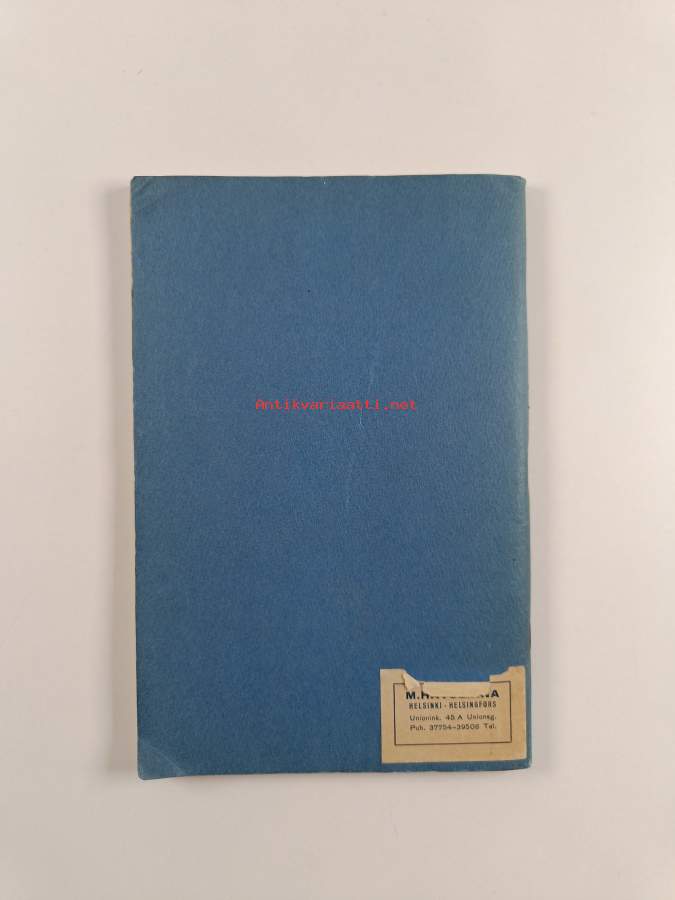 Antikvariaatti.net
HELSINKI - HELSINGFORS
Unionink. 45 A Unionsg.
Puh. 37754-39506 Tel.